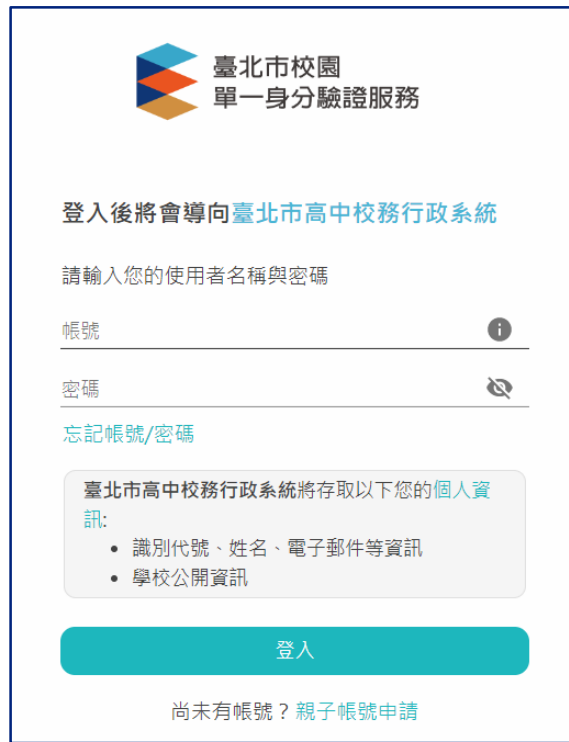 臺北市校園
單一身分驗證服務
登入後將會導向臺北市高中校務行政系統
請輸入您的使用者名稱與密碼
帳號
密碼
忘記帳號/密碼
臺北市高中校務行政系統將存取以下您的個人資
訊:
• 識別代號、姓名、電子郵件等資訊
• 學校公開資訊
登入
尚未有帳號？親子帳號申請